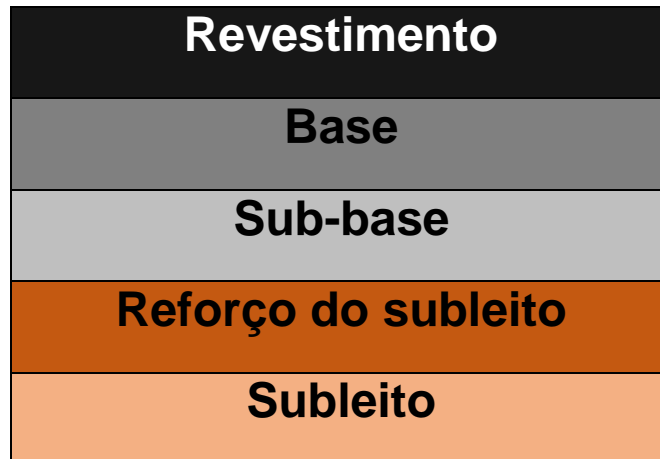 Revestimento
Base
Sub-base
Reforço do subleito
Subleito